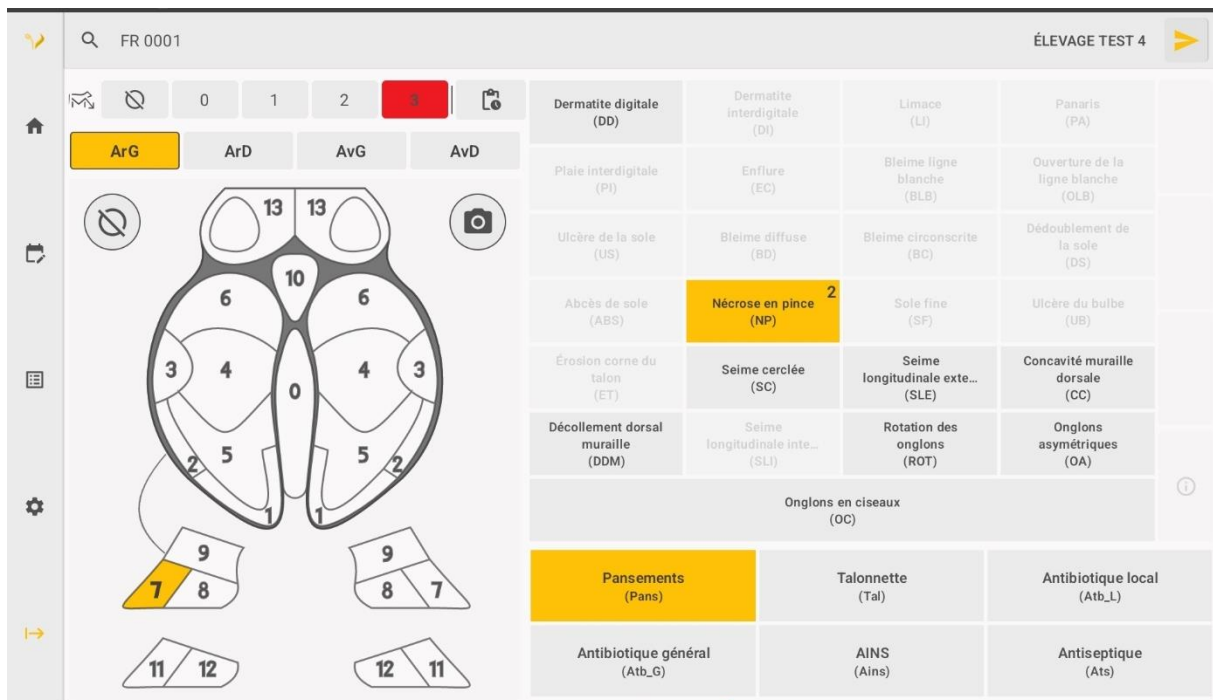 FR 0001
ÉLEVAGE TEST 4
0 1 2 3
ArG ArD AvG AvD
13 13
10
6 6
3 4 4 3
0
5 5
2 2
1 1
9 9
7 8 8 7
11 12 12 11
Dermatite digitale
(DD)
Dermatite
interdigitale
(DI)
Limace
(LI)
Panaris
(PA)
Plaie interdigitale
(PI)
Enflure
(EC)
Bleime ligne
blanche
(BLB)
Ouverture de la
ligne blanche
(OLB)
Ulcère de la sole
(US)
Bleime diffuse
(BD)
Bleime circonscrite
(BC)
Dédoublement de
la sole
(DS)
Abcès de sole
(ABS)
Nécrose en pince 2
(NP)
Sole fine
(SF)
Ulcère du bulbe
(UB)
Érosion corne du
talon
(ET)
Seime cerclée
(SC)
Seime
longitudinale exte...
(SLE)
Concavité muraille
dorsale
(CC)
Décollement dorsal
muraille
(DDM)
Seime
longitudinale inte...
(SLI)
Rotation des
onglons
(ROT)
Onglons
asymétriques
(OA)
Onglons en ciseaux
(OC)
Pansements
(Pans)
Talonnette
(Tal)
Antibiotique local
(Atb_L)
Antibiotique général
(Atb_G)
AINS
(Ains)
Antiseptique
(Ats)